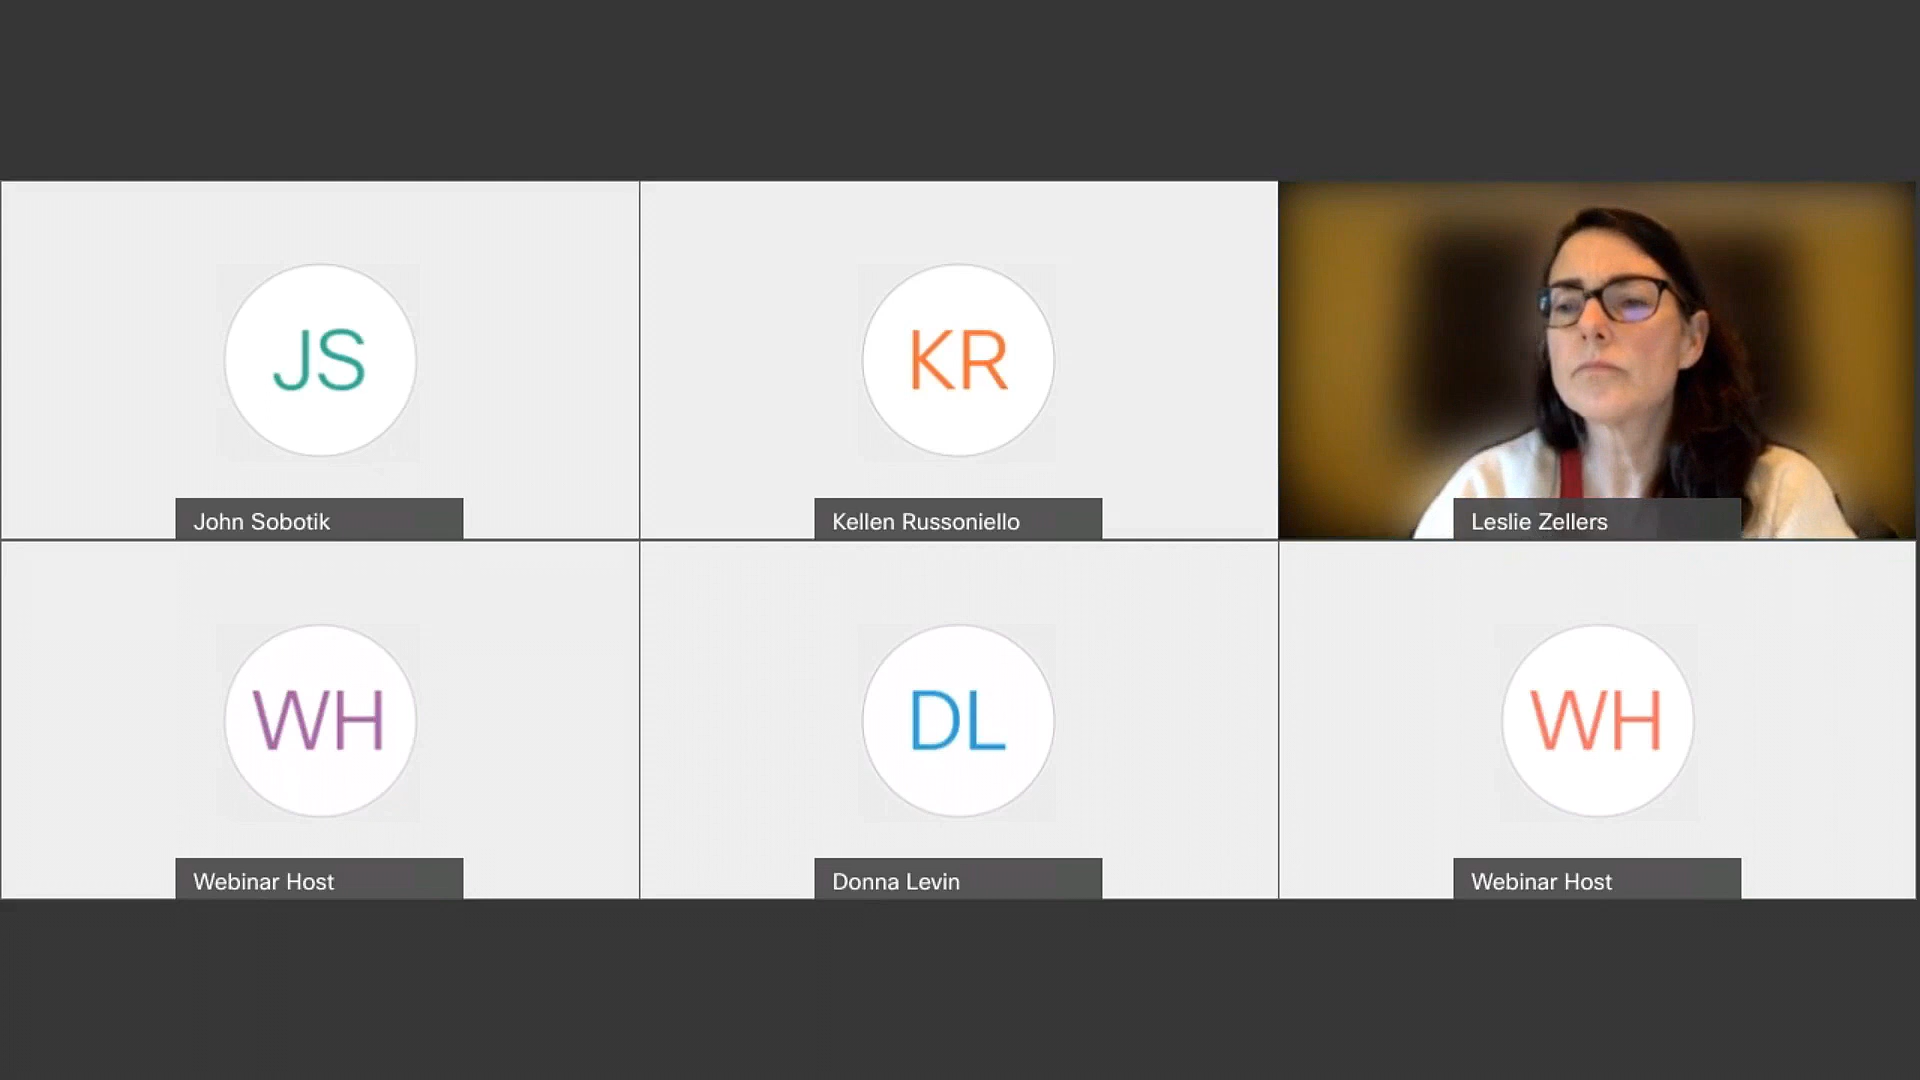 JS
KR
John Sobotik
Kellen Russoniello
Leslie Zellers
WH
DL
WH
Webinar Host
Donna Levin
Webinar Host